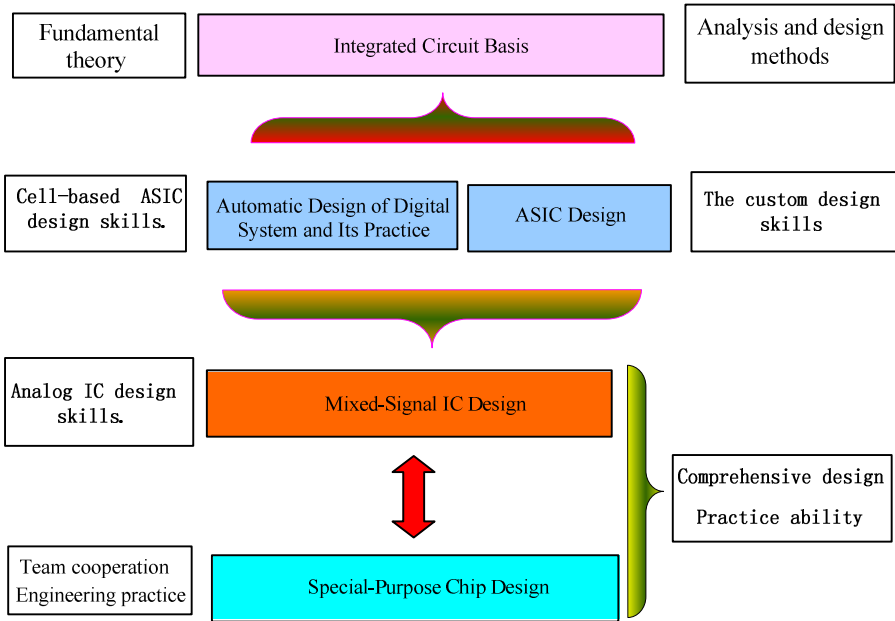 Fundamental
theory
Integrated Circuit Basis
Analysis and design
methods
Cell-based ASIC
design skills.
Automatic Design of Digital
System and Its Practice
ASIC Design
The custom design
skills
Analog IC design
skills.
Mixed-Signal IC Design
Comprehensive design
Practice ability
Team cooperation
Engineering practice
Special-Purpose Chip Design